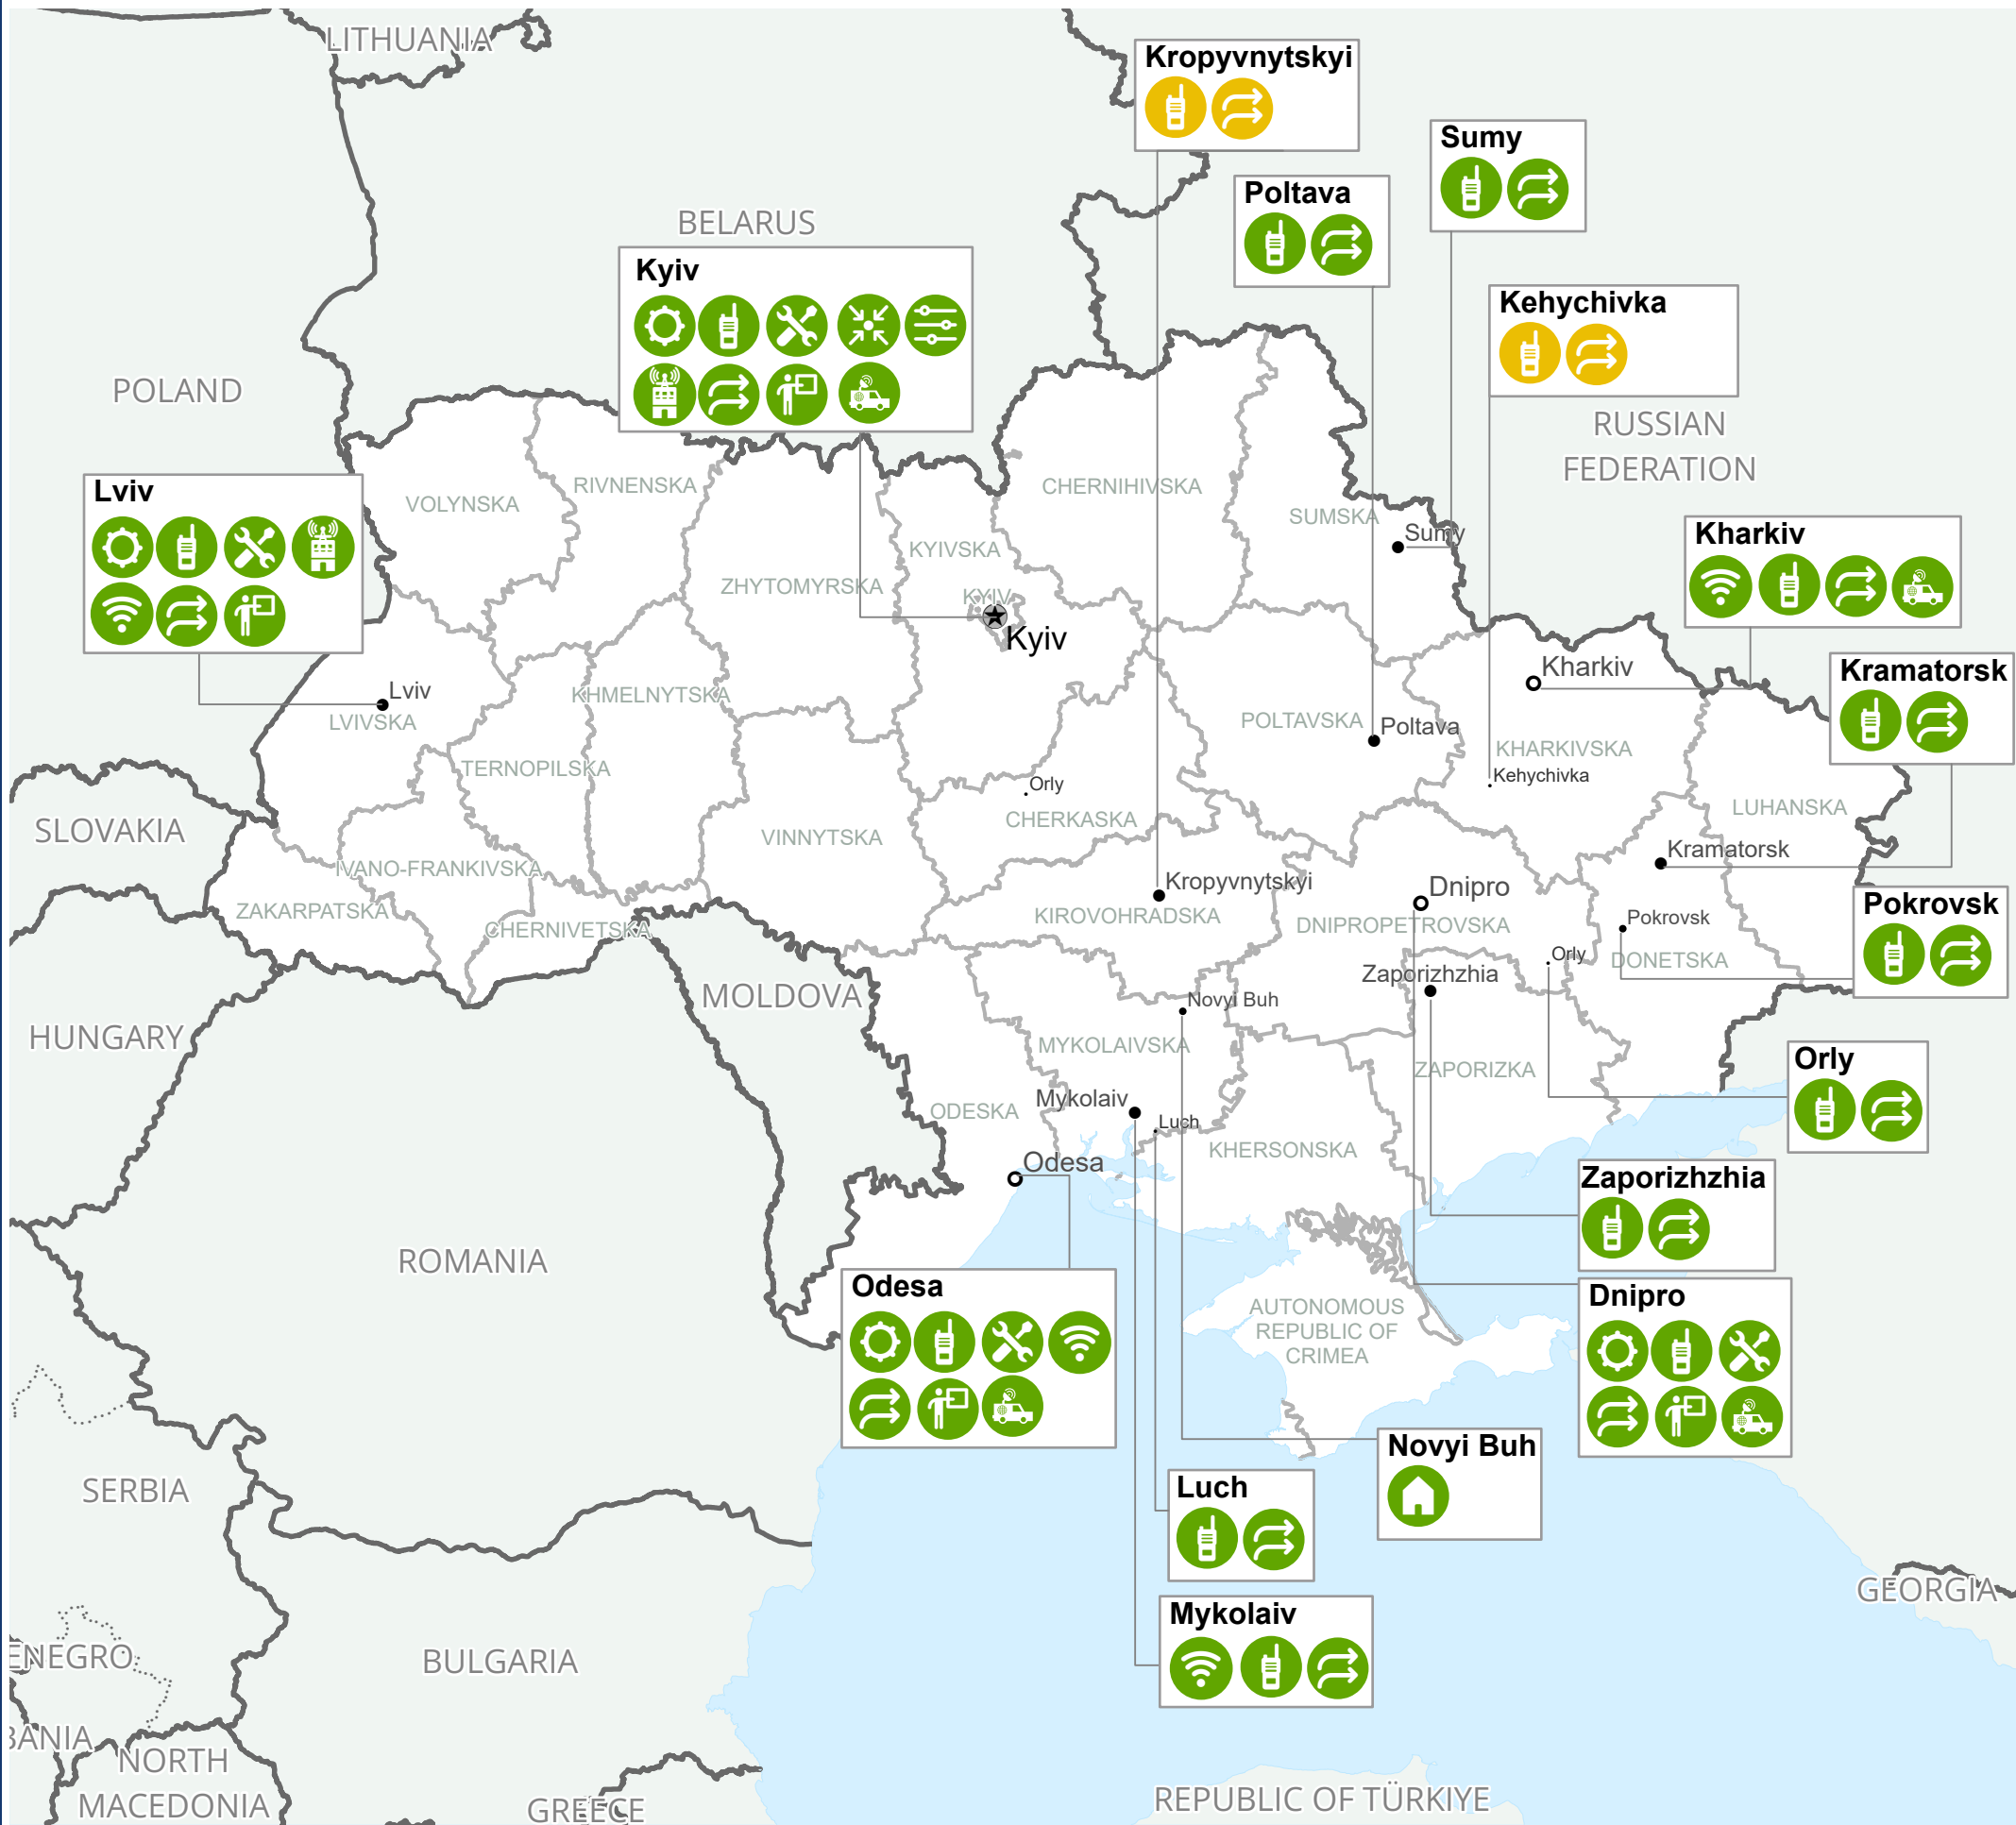 LITHUANIA
Kropyvnytskyi
Sumy
Poltava
BELARUS
Kyiv
Kehychivka
POLAND
RUSSIAN
FEDERATION
Lviv
VOLYNSKA
RIVNENSKA
CHERNIHIVSKA
SUMSKA
Sumy
Kharkiv
KYIVSKA
ZHYTOMYRSKA
KYIV
Kyiv
Kharkiv
Kramatorsk
Lviv
LVIVSKA
KHMELNYTSKA
POLTAVSKA
Poltava
KHARKIVSKA
TERNOPILSKA
Orly
Kehychivka
LUHANSKA
SLOVAKIA
VINNYTSKA
CHERKASKA
Kramatorsk
IVANO-FRANKIVSKA
Kropyvnytskyi
Dnipro
Pokrovsk
ZAKARPATSKA
CHERNIVETSKA
KIROVOHRADSKA
DNIPROPETROVSKA
Pokrovsk
Orly
DONETSKA
MOLDOVA
Zaporizhzhia
Novyi Buh
HUNGARY
MYKOLAIVSKA
ZAPORIZKA
Orly
ODESKA
Mykolaiv
Luch
KHERSONSKA
Odesa
Zaporizhzhia
ROMANIA
Odesa
Dnipro
AUTONOMOUS
REPUBLIC OF
CRIMEA
Novyi Buh
SERBIA
Luch
GEORGIA
Mykolaiv
ENEGRO
BULGARIA
BANIA
NORTH
MACEDONIA
GREECE
REPUBLIC OF TÜRKIYE